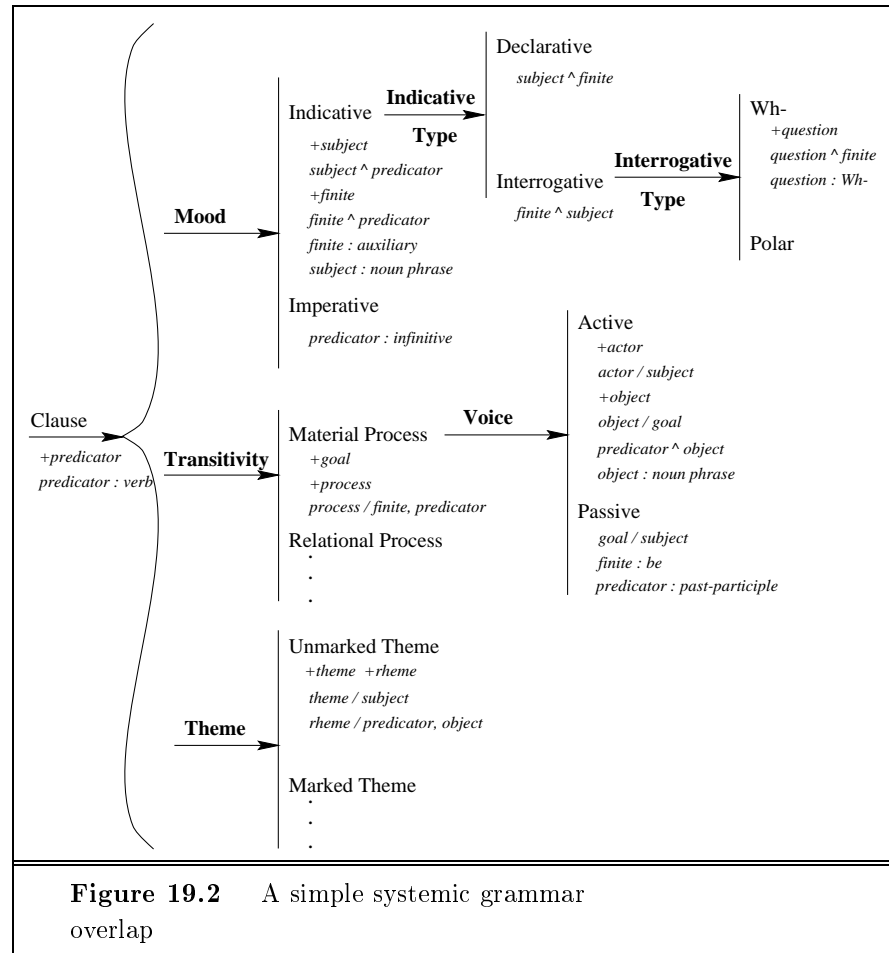 Clause
+predicator
predicator : verb
Mood
Indicative
+subject
subject ^ predicator
+finite
finite ^ predicator
finite : auxiliary
subject : noun phrase
Imperative
predicator : infinitive
Indicative
Type
Declarative
subject ^ finite
Interrogative
finite ^ subject
Interrogative
Type
Wh-
+question
question ^ finite
question : Wh-
Polar
Transitivity
Material Process
+goal
+process
process / finite, predicator
Relational Process
.
.
.
Voice
Active
+actor
actor / subject
+object
object / goal
predicator ^ object
object : noun phrase
Passive
goal / subject
finite : be
predicator : past-participle
Theme
Unmarked Theme
+theme +rheme
theme / subject
rheme / predicator, object
Marked Theme
.
.
.
Figure 19.2 A simple systemic grammar
overlap